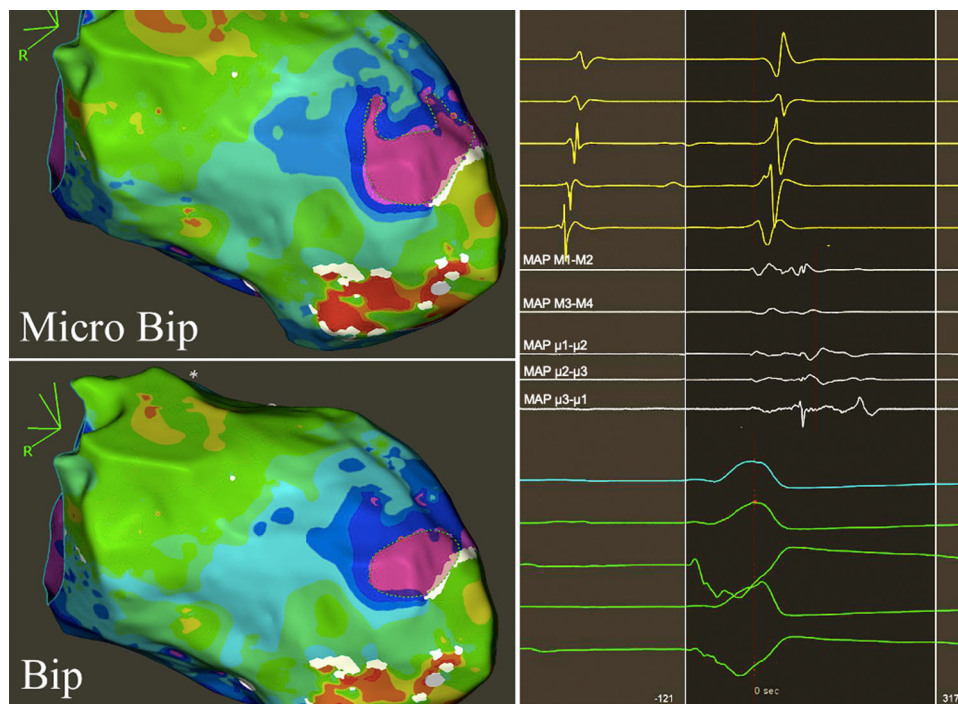 R
Micro Bip
*
R
Bip
MAP M1-M2
MAP M3-M4
MAP µ1-µ2
MAP µ2-µ3
MAP µ3-µ1
-121
0 sec
317